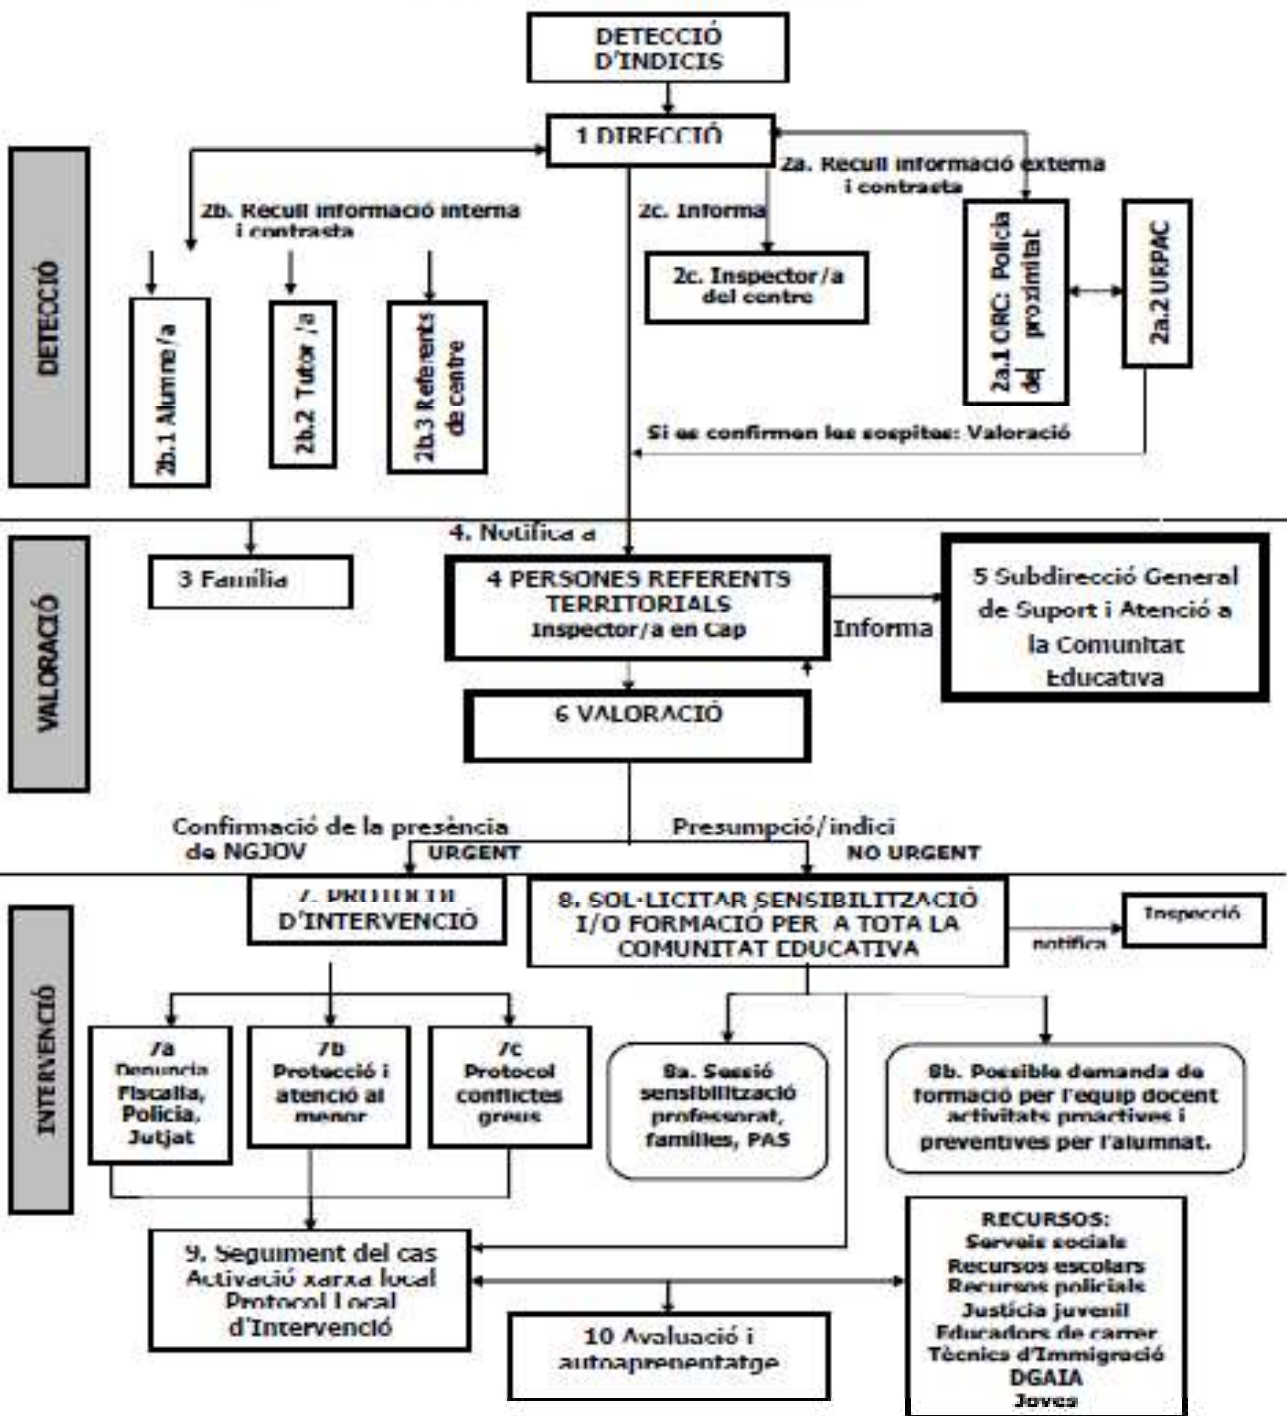 DETECCIÓ
D'INDICIS
1 DIRECCIÓ
2a. Recull informació externa
i contrasta
2b. Recull informació interna
i contrasta
2c. Informa
2c. Inspector/a
del centre
2a.1 ORC: Policia
de proximitat
2a.2 URPAC
DETECCIÓ
2b.1 Alumne/a
2b.2 Tutor/a
2b.3 Referents
de centre
Si es confirmen les sospites: Valoració
4. Notifica a
VALORACIÓ
3 Família
4 PERSONES REFERENTS
TERRITORIALS
Inspector/a en Cap
Informa
5 Subdirecció General
de Suport i Atenció a
la Comunitat
Educativa
6 VALORACIÓ
Confirmació de la presència
de NGJOV
URGENT
Presumpció/indici
NO URGENT
INTERVENCIÓ
7. PROTOCOL
D'INTERVENCIÓ
8. SOL·LICITAR SENSIBILITZACIÓ
I/O FORMACIÓ PER A TOTA LA
COMUNITAT EDUCATIVA
notifica
Inspecció
7a
Denuncia
Fiscalia,
Policia,
Jutjat
7b
Protecció i
atenció al
menor
7c
Protocol
conflictes
greus
8a. Sessió
sensibilització
professorat,
famílies, PAS
8b. Possible demanda de
formació per l'equip docent
activitats proactives i
preventives per l'alumnat.
9. Seguiment del cas
Activació xarxa local
Protocol Local
d'Intervenció
10 Avaluació i
autoaprenentatge
RECURSOS:
Serveis socials
Recursos escolars
Recursos policials
Justícia juvenil
Educadors de carrer
Tècnics d'Immigració
DGAIA
Joves